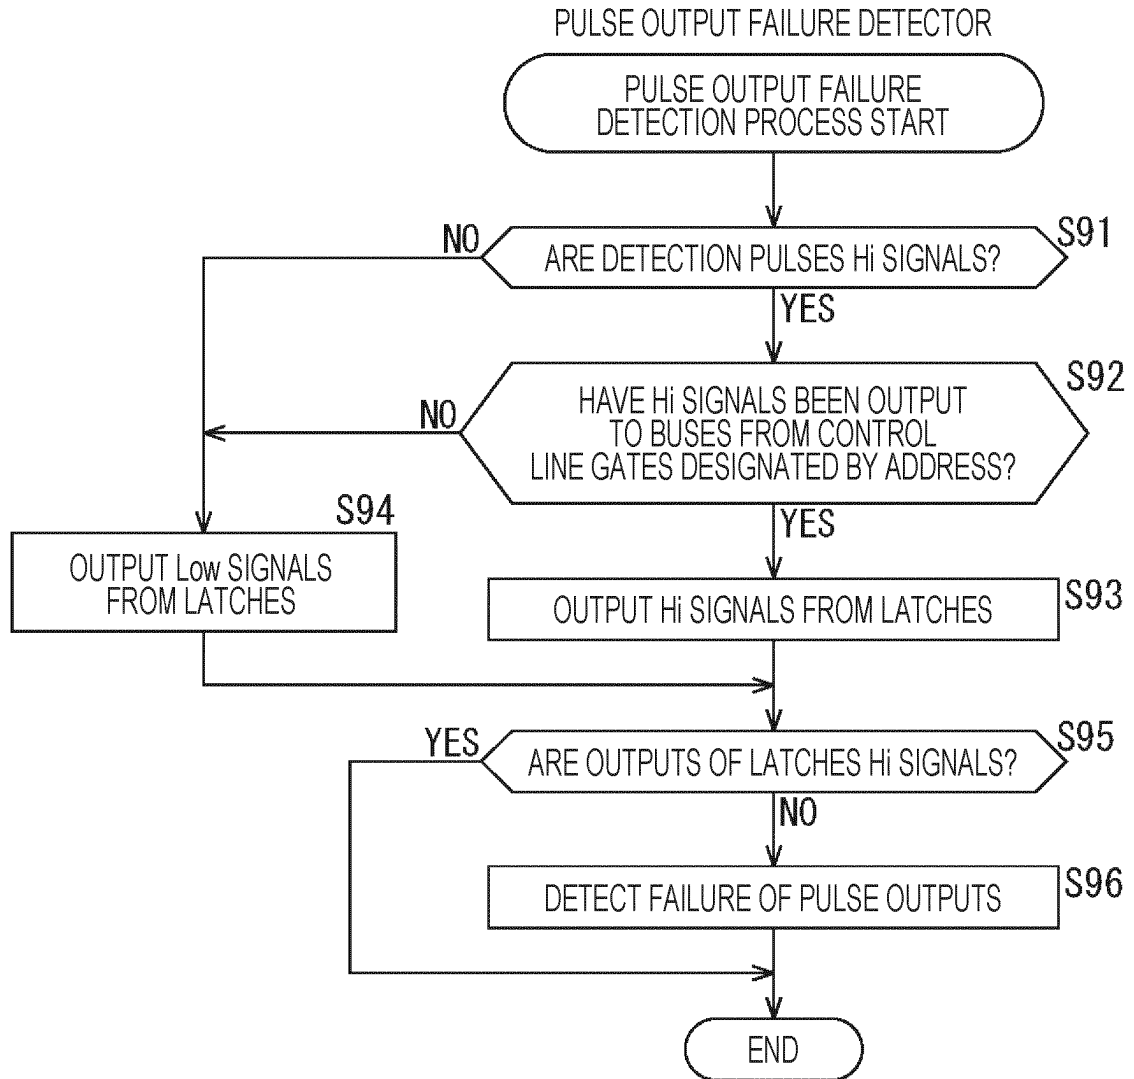 PULSE OUTPUT FAILURE DETECTOR
PULSE OUTPUT FAILURE
DETECTION PROCESS START
S91
NO
ARE DETECTION PULSES Hi SIGNALS?
YES
S92
HAVE Hi SIGNALS BEEN OUTPUT
NO
TO BUSES FROM CONTROL
LINE GATES DESIGNATED BY ADDRESS?
YES
S94
OUTPUT Low SIGNALS
FROM LATCHES
S93
OUTPUT Hi SIGNALS FROM LATCHES
S95
YES
ARE OUTPUTS OF LATCHES Hi SIGNALS?
NO
S96
DETECT FAILURE OF PULSE OUTPUTS
END